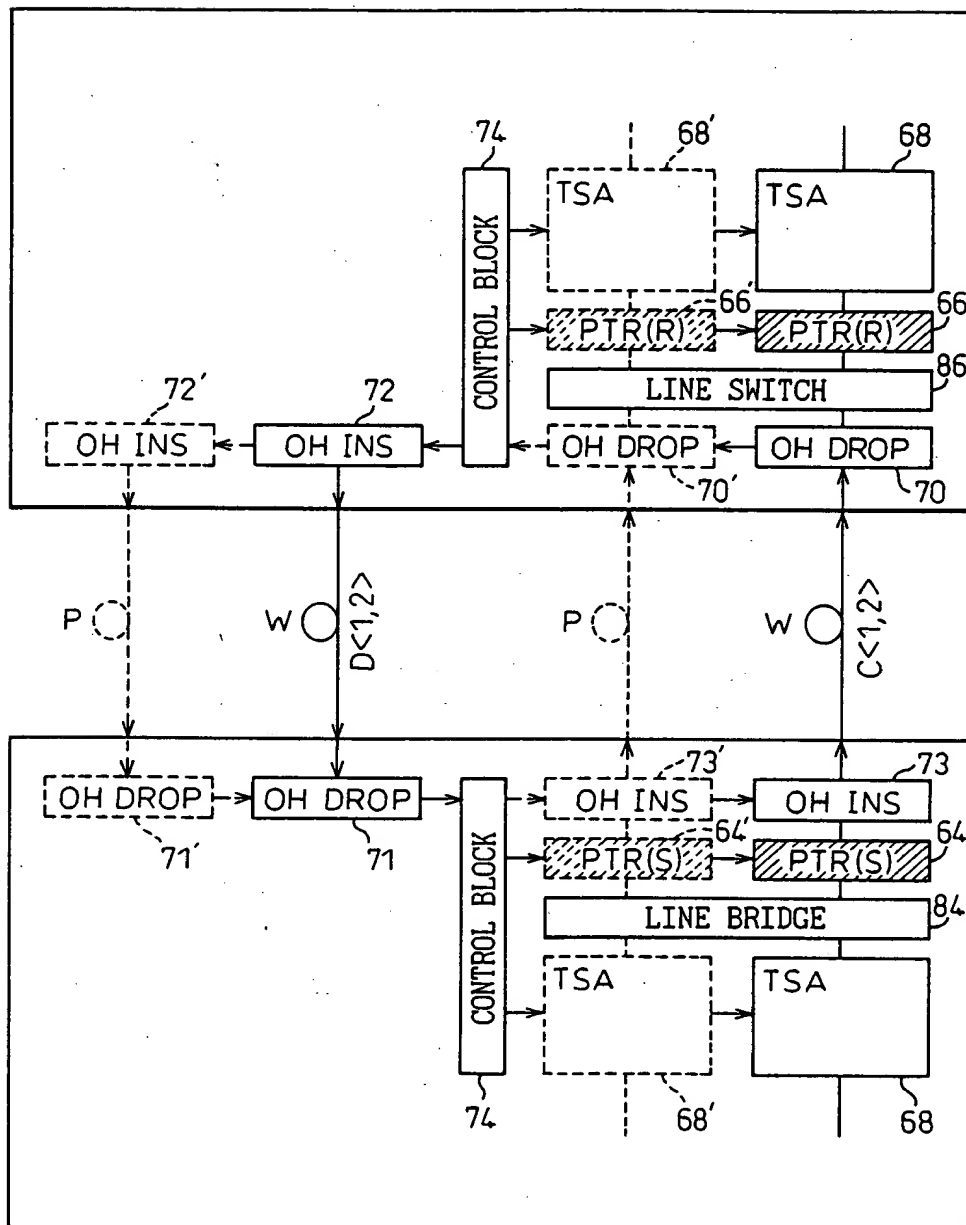 74
68'
68
TSA
TSA
CONTROL BLOCK
66'
66
PTR(R)
PTR(R)
86
LINE SWITCH
72'
72
OH INS
OH INS
OH DROP
OH DROP
70'
70
P
W
D<1,2>
P
W
C<1,2>
73'
73
OH DROP
OH DROP
OH INS
OH INS
71'
71
CONTROL BLOCK
64'
64
PTR(S)
PTR(S)
84
LINE BRIDGE
TSA
TSA
74
68'
68